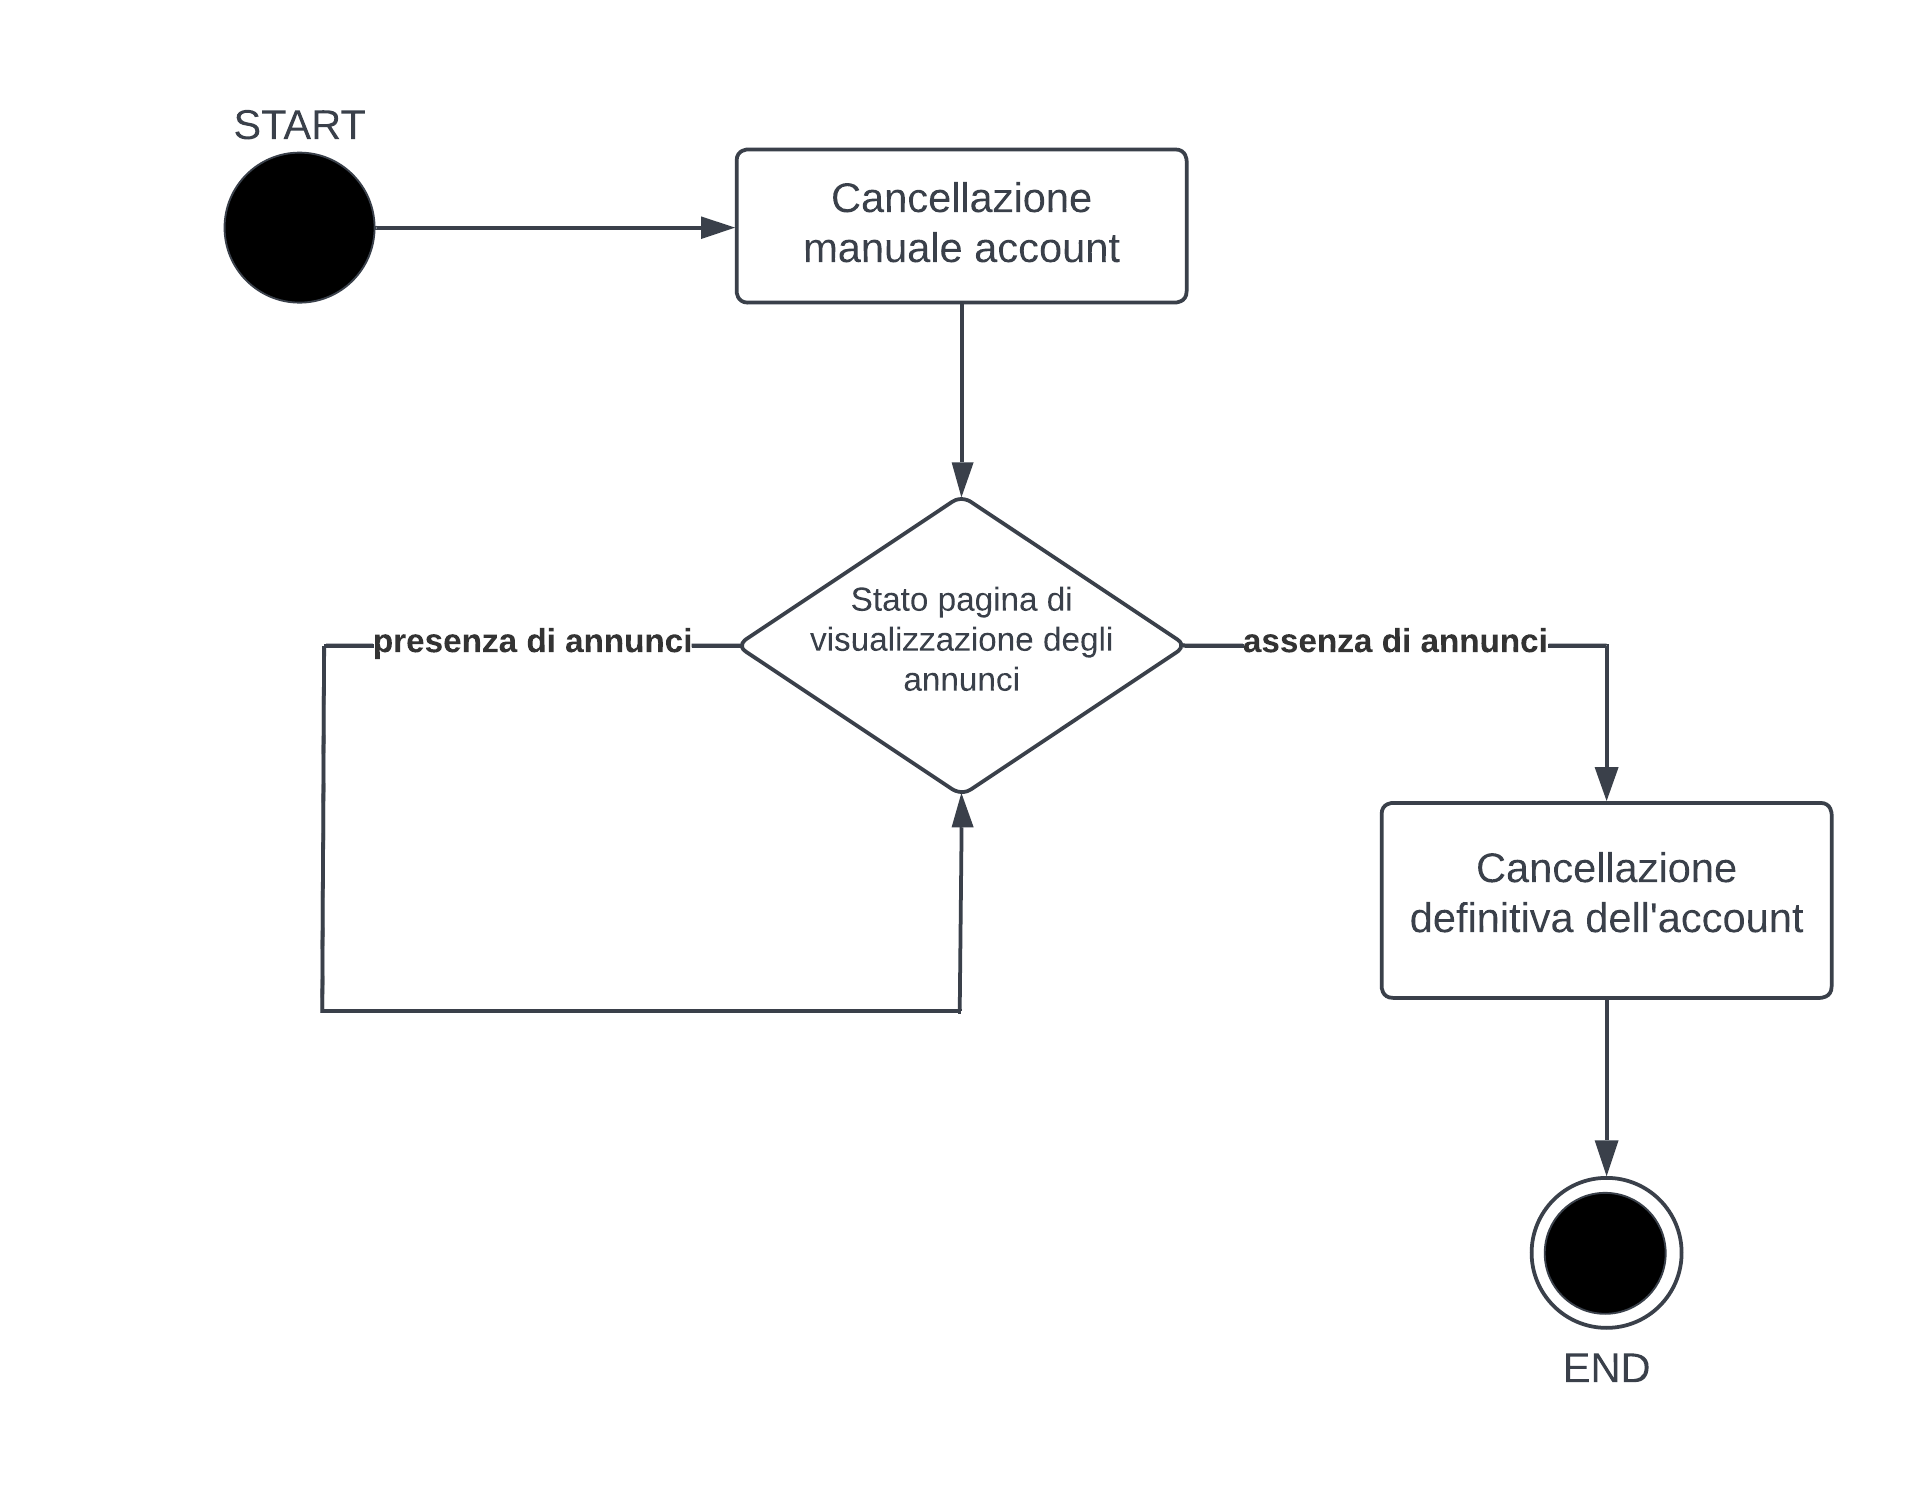 START
Cancellazione
manuale account
Stato pagina di
visualizzazione degli
annunci
presenza di annunci
assenza di annunci
Cancellazione
definitiva dell'account
END